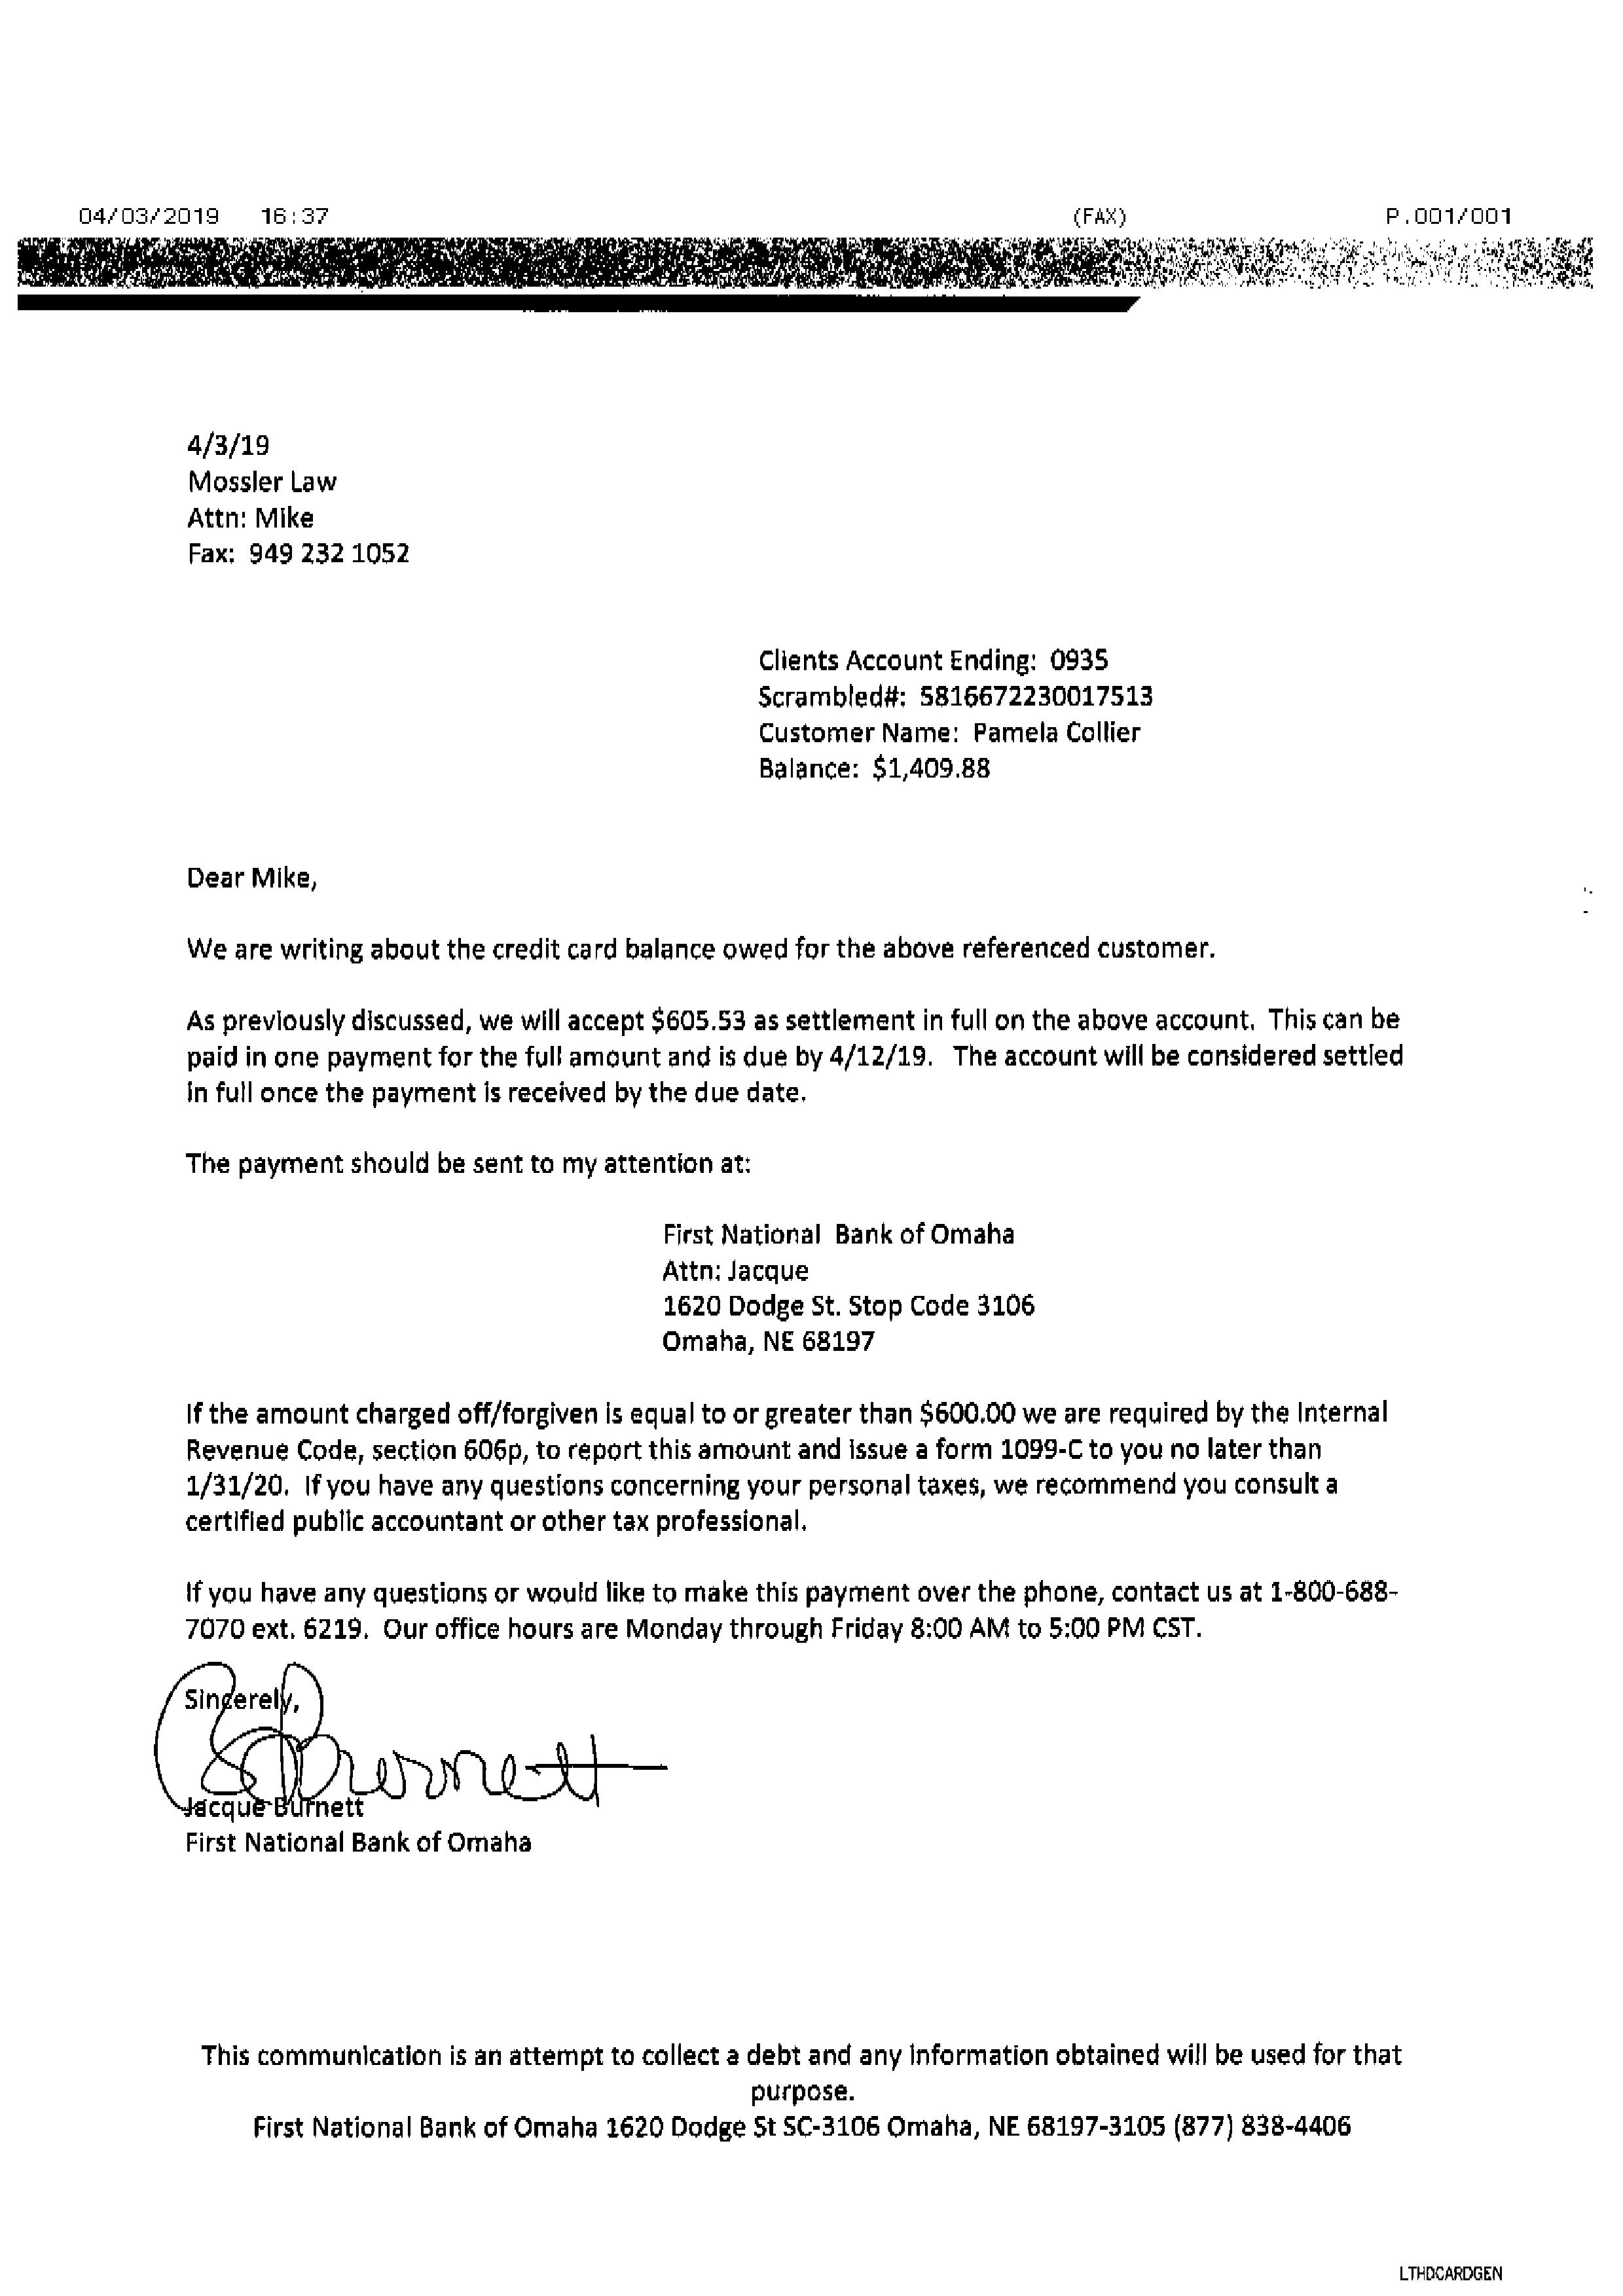 04/03/2019 16:37 (FAX) P.001/001
4/3/19
Mossler Law
Attn: Mike
Fax: 949 232 1052
Clients Account Ending: 0935
Scrambled#: 5816672230017513
Customer Name: Pamela Collier
Balance: $1,409.88
Dear Mike,
We are writing about the credit card balance owed for the above referenced customer.
As previously discussed, we will accept $605.53 as settlement in full on the above account. This can be
paid in one payment for the full amount and is due by 4/12/19. The account will be considered settled
in full once the payment is received by the due date.
The payment should be sent to my attention at:
First National Bank of Omaha
Attn: Jacque
1620 Dodge St. Stop Code 3106
Omaha, NE 68197
If the amount charged off/forgiven is equal to or greater than $600.00 we are required by the Internal
Revenue Code, section 606p, to report this amount and issue a form 1099-C to you no later than
1/31/20. If you have any questions concerning your personal taxes, we recommend you consult a
certified public accountant or other tax professional.
If you have any questions or would like to make this payment over the phone, contact us at 1-800-688-
7070 ext. 6219. Our office hours are Monday through Friday 8:00 AM to 5:00 PM CST.
Sincerely,
Burnett
Jacque Burnett
First National Bank of Omaha
This communication is an attempt to collect a debt and any information obtained will be used for that
purpose.
First National Bank of Omaha 1620 Dodge St SC-3106 Omaha, NE 68197-3105 (877) 838-4406
LTHDCARDGEN